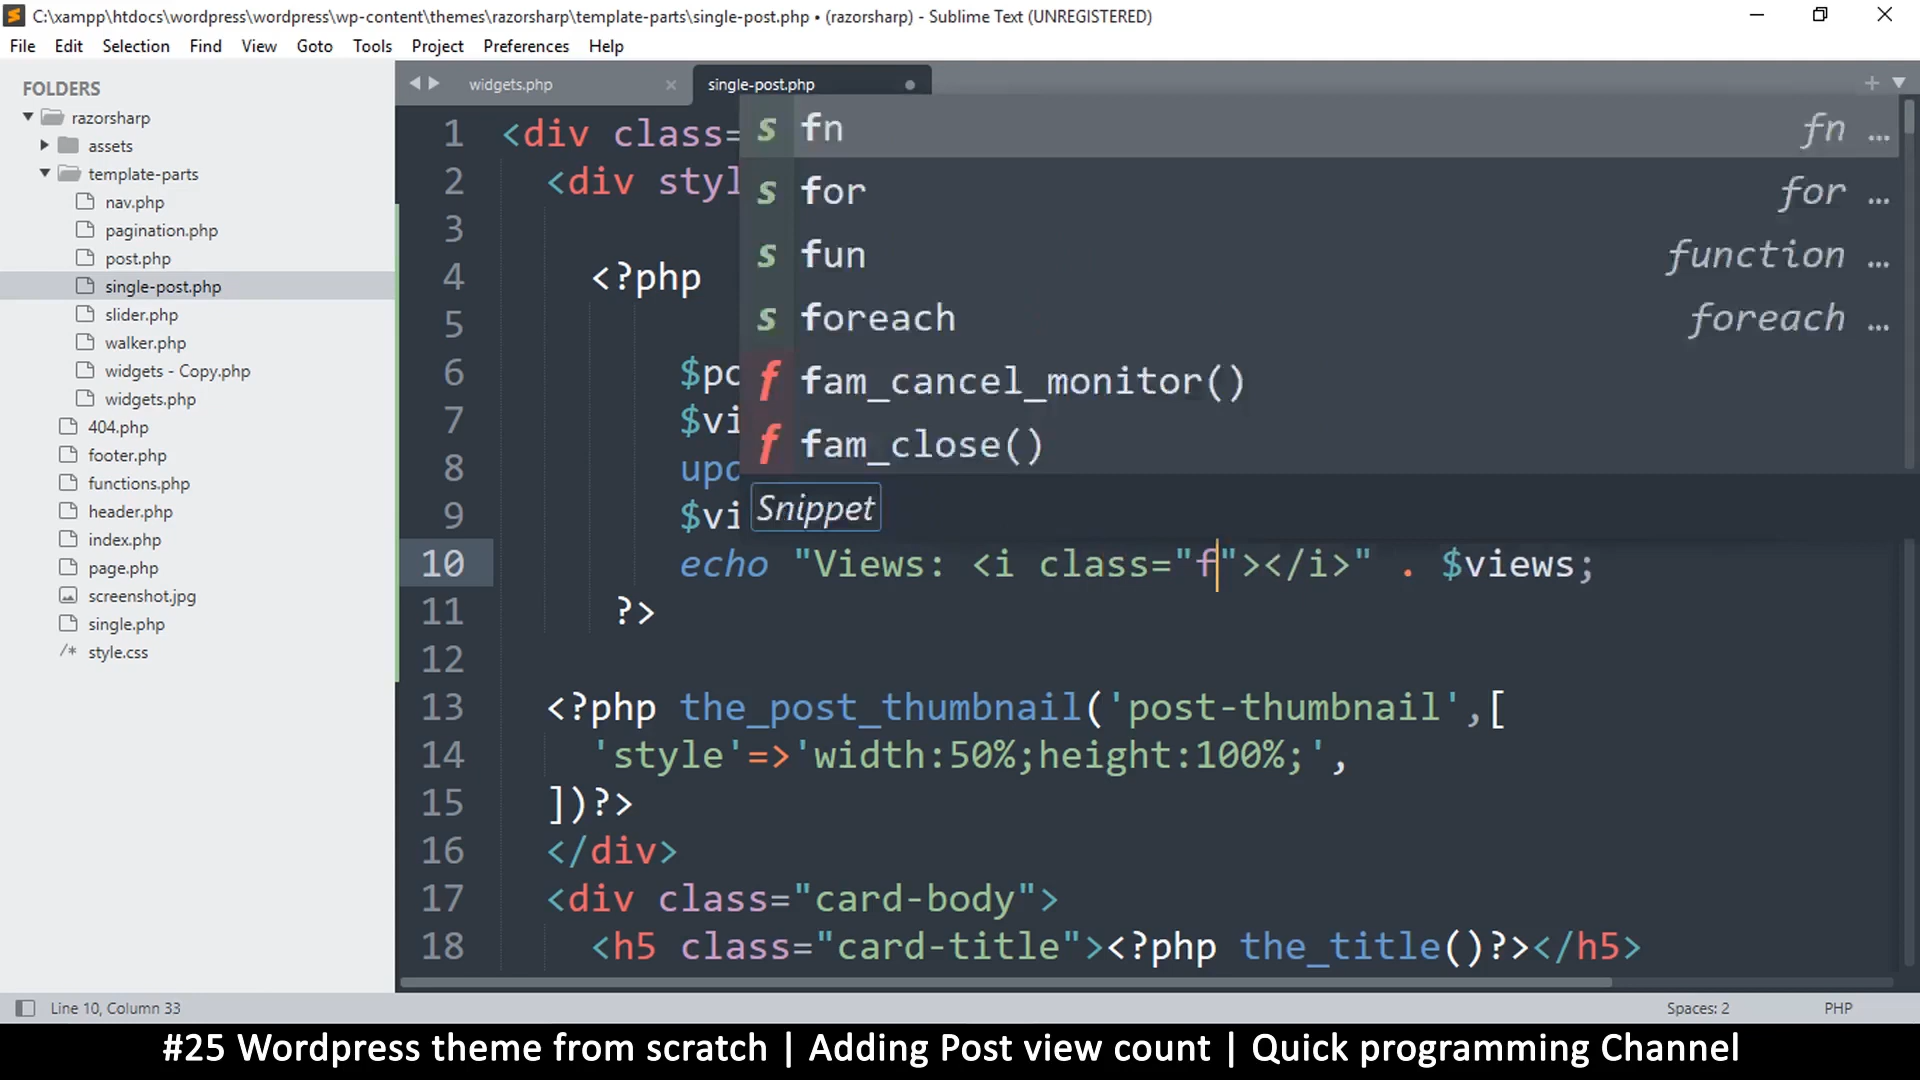 C:\xampp\htdocs\wordpress\wordpress\wp-content\themes\razorsharp\template-parts\single-post.php • (razorsharp) - Sublime Text (UNREGISTERED)
File Edit Selection Find View Goto Tools Project Preferences Help
FOLDERS
razorsharp
assets
template-parts
nav.php
pagination.php
post.php
single-post.php
slider.php
walker.php
widgets - Copy.php
widgets.php
404.php
footer.php
functions.php
header.php
index.php
page.php
screenshot.jpg
single.php
/* style.css
widgets.php × single-post.php
1 <div class=
2 <div styl
3
4 <?php
5
6 $po
7 $vi
8 upd
9 $vi
10 echo "Views: <i class="f"></i>" . $views;
11 ?>
12
13 <?php the_post_thumbnail('post-thumbnail',[
14 'style'=>'width:50%;height:100%;',
15 ])?>
16 </div>
17 <div class="card-body">
18 <h5 class="card-title"><?php the_title()?></h5>
s fn fn …
s for for …
s fun function …
s foreach foreach …
f fam_cancel_monitor()
f fam_close()
Snippet
Line 10, Column 33 Spaces: 2 PHP
#25 Wordpress theme from scratch | Adding Post view count | Quick programming Channel